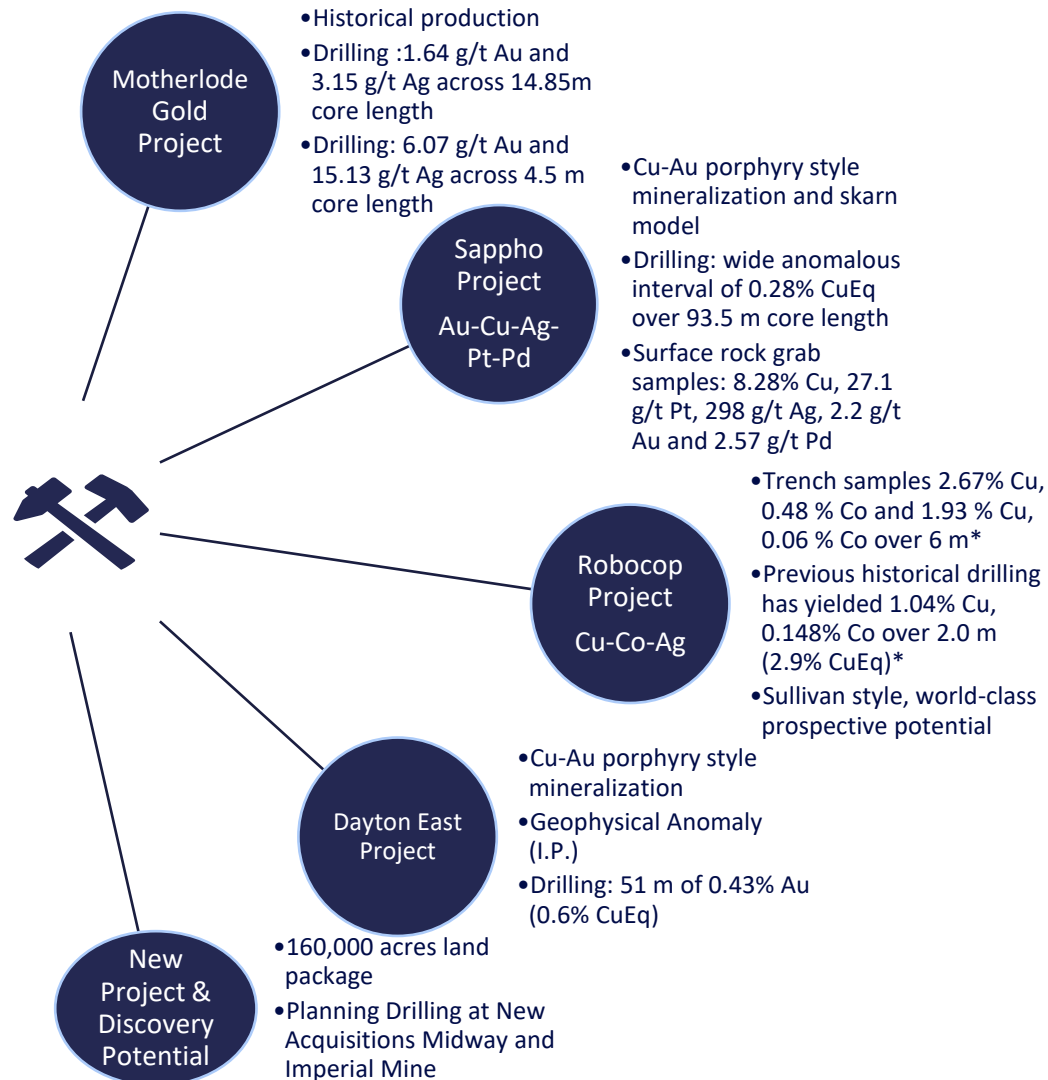 Motherlode
Gold
Project
•Historical production
•Drilling :1.64 g/t Au and
3.15 g/t Ag across 14.85m
core length
•Drilling: 6.07 g/t Au and
15.13 g/t Ag across 4.5 m
core length
Sappho
Project
Au-Cu-Ag-
Pt-Pd
•Cu-Au porphyry style
mineralization and skarn
model
•Drilling: wide anomalous
interval of 0.28% CuEq
over 93.5 m core length
•Surface rock grab
samples: 8.28% Cu, 27.1
g/t Pt, 298 g/t Ag, 2.2 g/t
Au and 2.57 g/t Pd
Robocop
Project
Cu-Co-Ag
•Trench samples 2.67% Cu,
0.48 % Co and 1.93 % Cu,
0.06 % Co over 6 m*
•Previous historical drilling
has yielded 1.04% Cu,
0.148% Co over 2.0 m
(2.9% CuEq)*
•Sullivan style, world-class
prospective potential
Dayton East
Project
•Cu-Au porphyry style
mineralization
•Geophysical Anomaly
(I.P.)
•Drilling: 51 m of 0.43% Au
(0.6% CuEq)
New
Project &
Discovery
Potential
•160,000 acres land
package
•Planning Drilling at New
Acquisitions Midway and
Imperial Mine